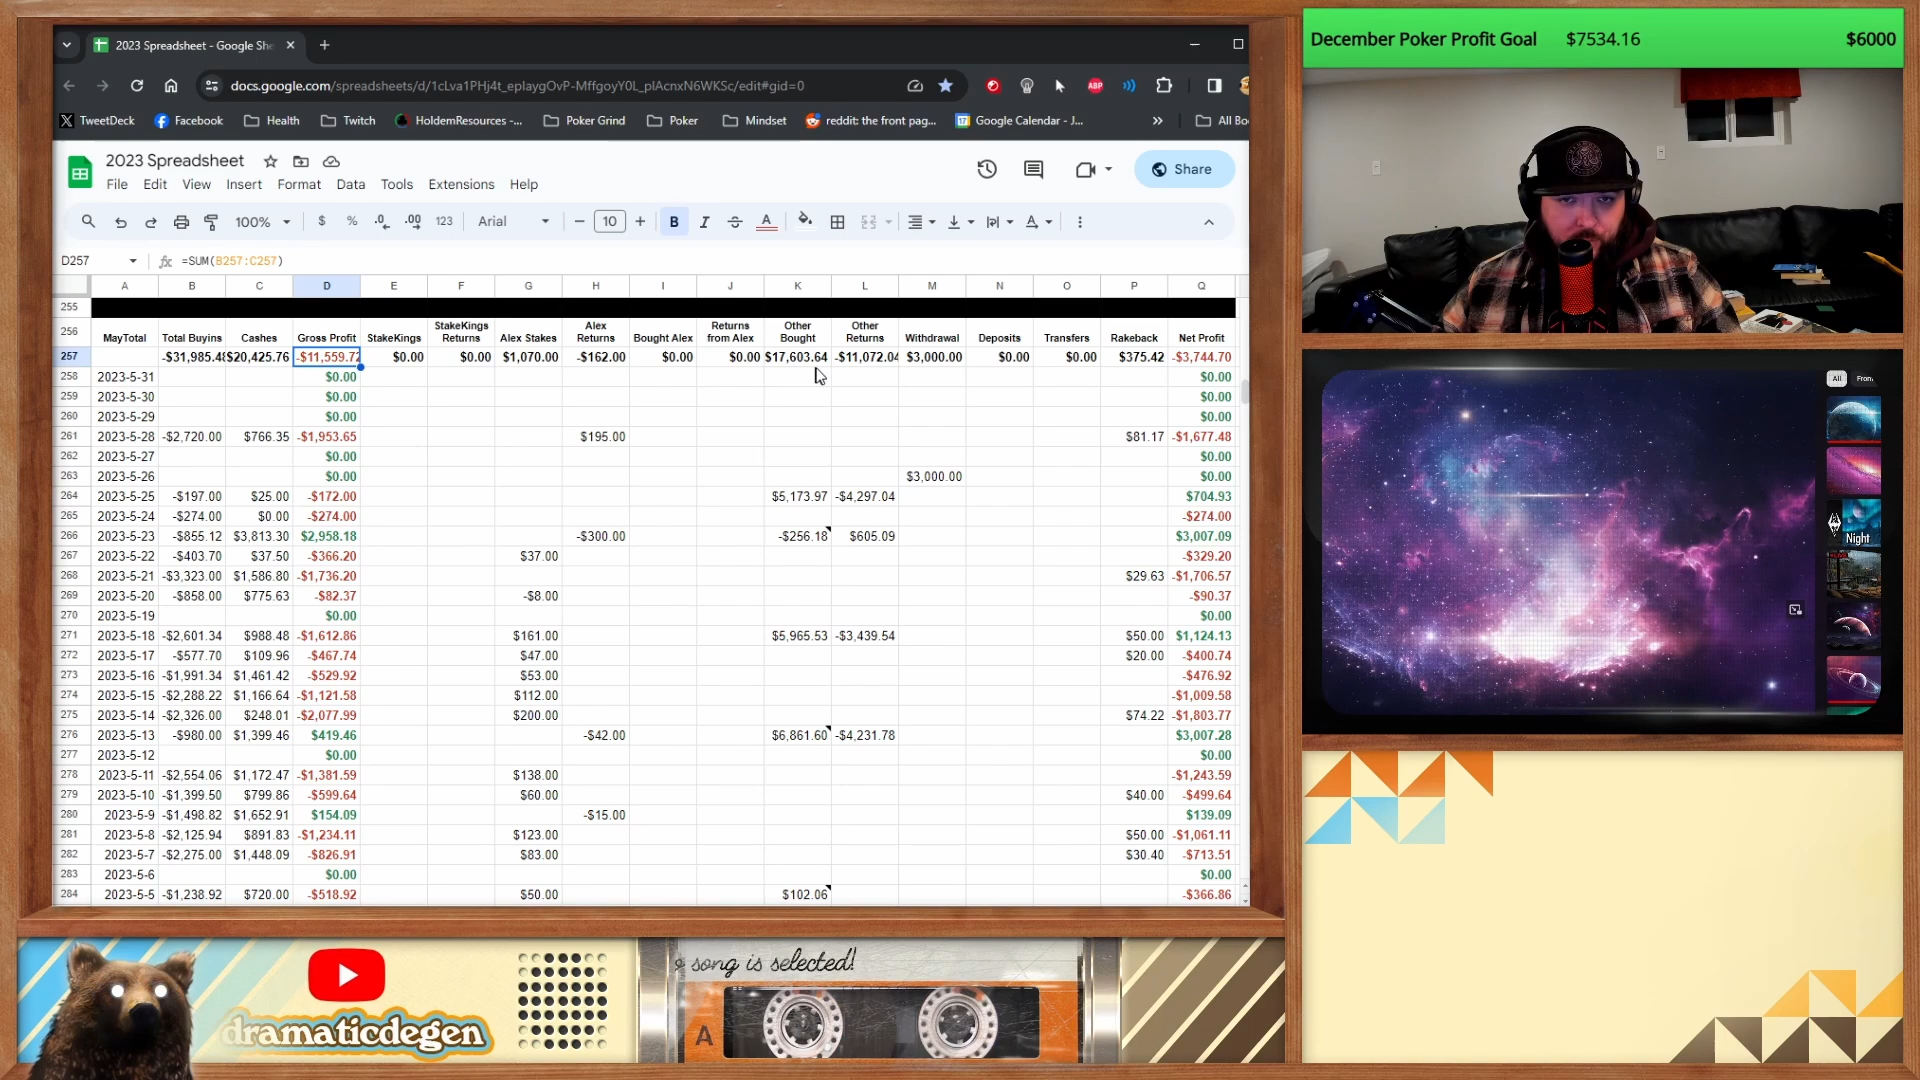 2023 Spreadsheet - Google She
docs.google.com/spreadsheets/d/1cLva1PHj4t_eplaygOvP-MffgoyY0L_plAcnxN6WKSc/edit#gid=0
TweetDeck Facebook Health Twitch HoldemResources -... Poker Grind Poker Mindset reddit: the front pag... Google Calendar - J... » All Bo
2023 Spreadsheet
File Edit View Insert Format Data Tools Extensions Help
Share
100% $ % .0 .00 123 Arial 10 B I A
D257 fx =SUM(B257:C257)
A B C D E F G H I J K L M N O P Q
255
256 MayTotal Total Buyins Cashes Gross Profit StakeKings StakeKings Returns Alex Stakes Alex Returns Bought Alex Returns from Alex Other Bought Other Returns Withdrawal Deposits Transfers Rakeback Net Profit
257 -$31,985.48 $20,425.76 -$11,559.72 $0.00 $0.00 $1,070.00 -$162.00 $0.00 $0.00 $17,603.64 -$11,072.04 $3,000.00 $0.00 $0.00 $375.42 -$3,744.70
258 2023-5-31 $0.00 $0.00
259 2023-5-30 $0.00 $0.00
260 2023-5-29 $0.00 $0.00
261 2023-5-28 -$2,720.00 $766.35 -$1,953.65 $195.00 $81.17 -$1,677.48
262 2023-5-27 $0.00 $0.00
263 2023-5-26 $0.00 $3,000.00 $0.00
264 2023-5-25 -$197.00 $25.00 -$172.00 $5,173.97 -$4,297.04 $704.93
265 2023-5-24 -$274.00 $0.00 -$274.00 -$274.00
266 2023-5-23 -$855.12 $3,813.30 $2,958.18 -$300.00 -$256.18 $605.09 $3,007.09
267 2023-5-22 -$403.70 $37.50 -$366.20 $37.00 -$329.20
268 2023-5-21 -$3,323.00 $1,586.80 -$1,736.20 $29.63 -$1,706.57
269 2023-5-20 -$858.00 $775.63 -$82.37 -$8.00 -$90.37
270 2023-5-19 $0.00 $0.00
271 2023-5-18 -$2,601.34 $988.48 -$1,612.86 $161.00 $5,965.53 -$3,439.54 $50.00 $1,124.13
272 2023-5-17 -$577.70 $109.96 -$467.74 $47.00 $20.00 -$400.74
273 2023-5-16 -$1,991.34 $1,461.42 -$529.92 $53.00 -$476.92
274 2023-5-15 -$2,288.22 $1,166.64 -$1,121.58 $112.00 -$1,009.58
275 2023-5-14 -$2,326.00 $248.01 -$2,077.99 $200.00 $74.22 -$1,803.77
276 2023-5-13 -$980.00 $1,399.46 $419.46 -$42.00 $6,861.60 -$4,231.78 $3,007.28
277 2023-5-12 $0.00 $0.00
278 2023-5-11 -$2,554.06 $1,172.47 -$1,381.59 $138.00 -$1,243.59
279 2023-5-10 -$1,399.50 $799.86 -$599.64 $60.00 $40.00 -$499.64
280 2023-5-9 -$1,498.82 $1,652.91 $154.09 -$15.00 $139.09
281 2023-5-8 -$2,125.94 $891.83 -$1,234.11 $123.00 $50.00 -$1,061.11
282 2023-5-7 -$2,275.00 $1,448.09 -$826.91 $83.00 $30.40 -$713.51
283 2023-5-6 $0.00 $0.00
284 2023-5-5 -$1,238.92 $720.00 -$518.92 $50.00 $102.06 -$366.86
December Poker Profit Goal $7534.16 $6000
All From
Night
dramaticdegen
song is selected!
A